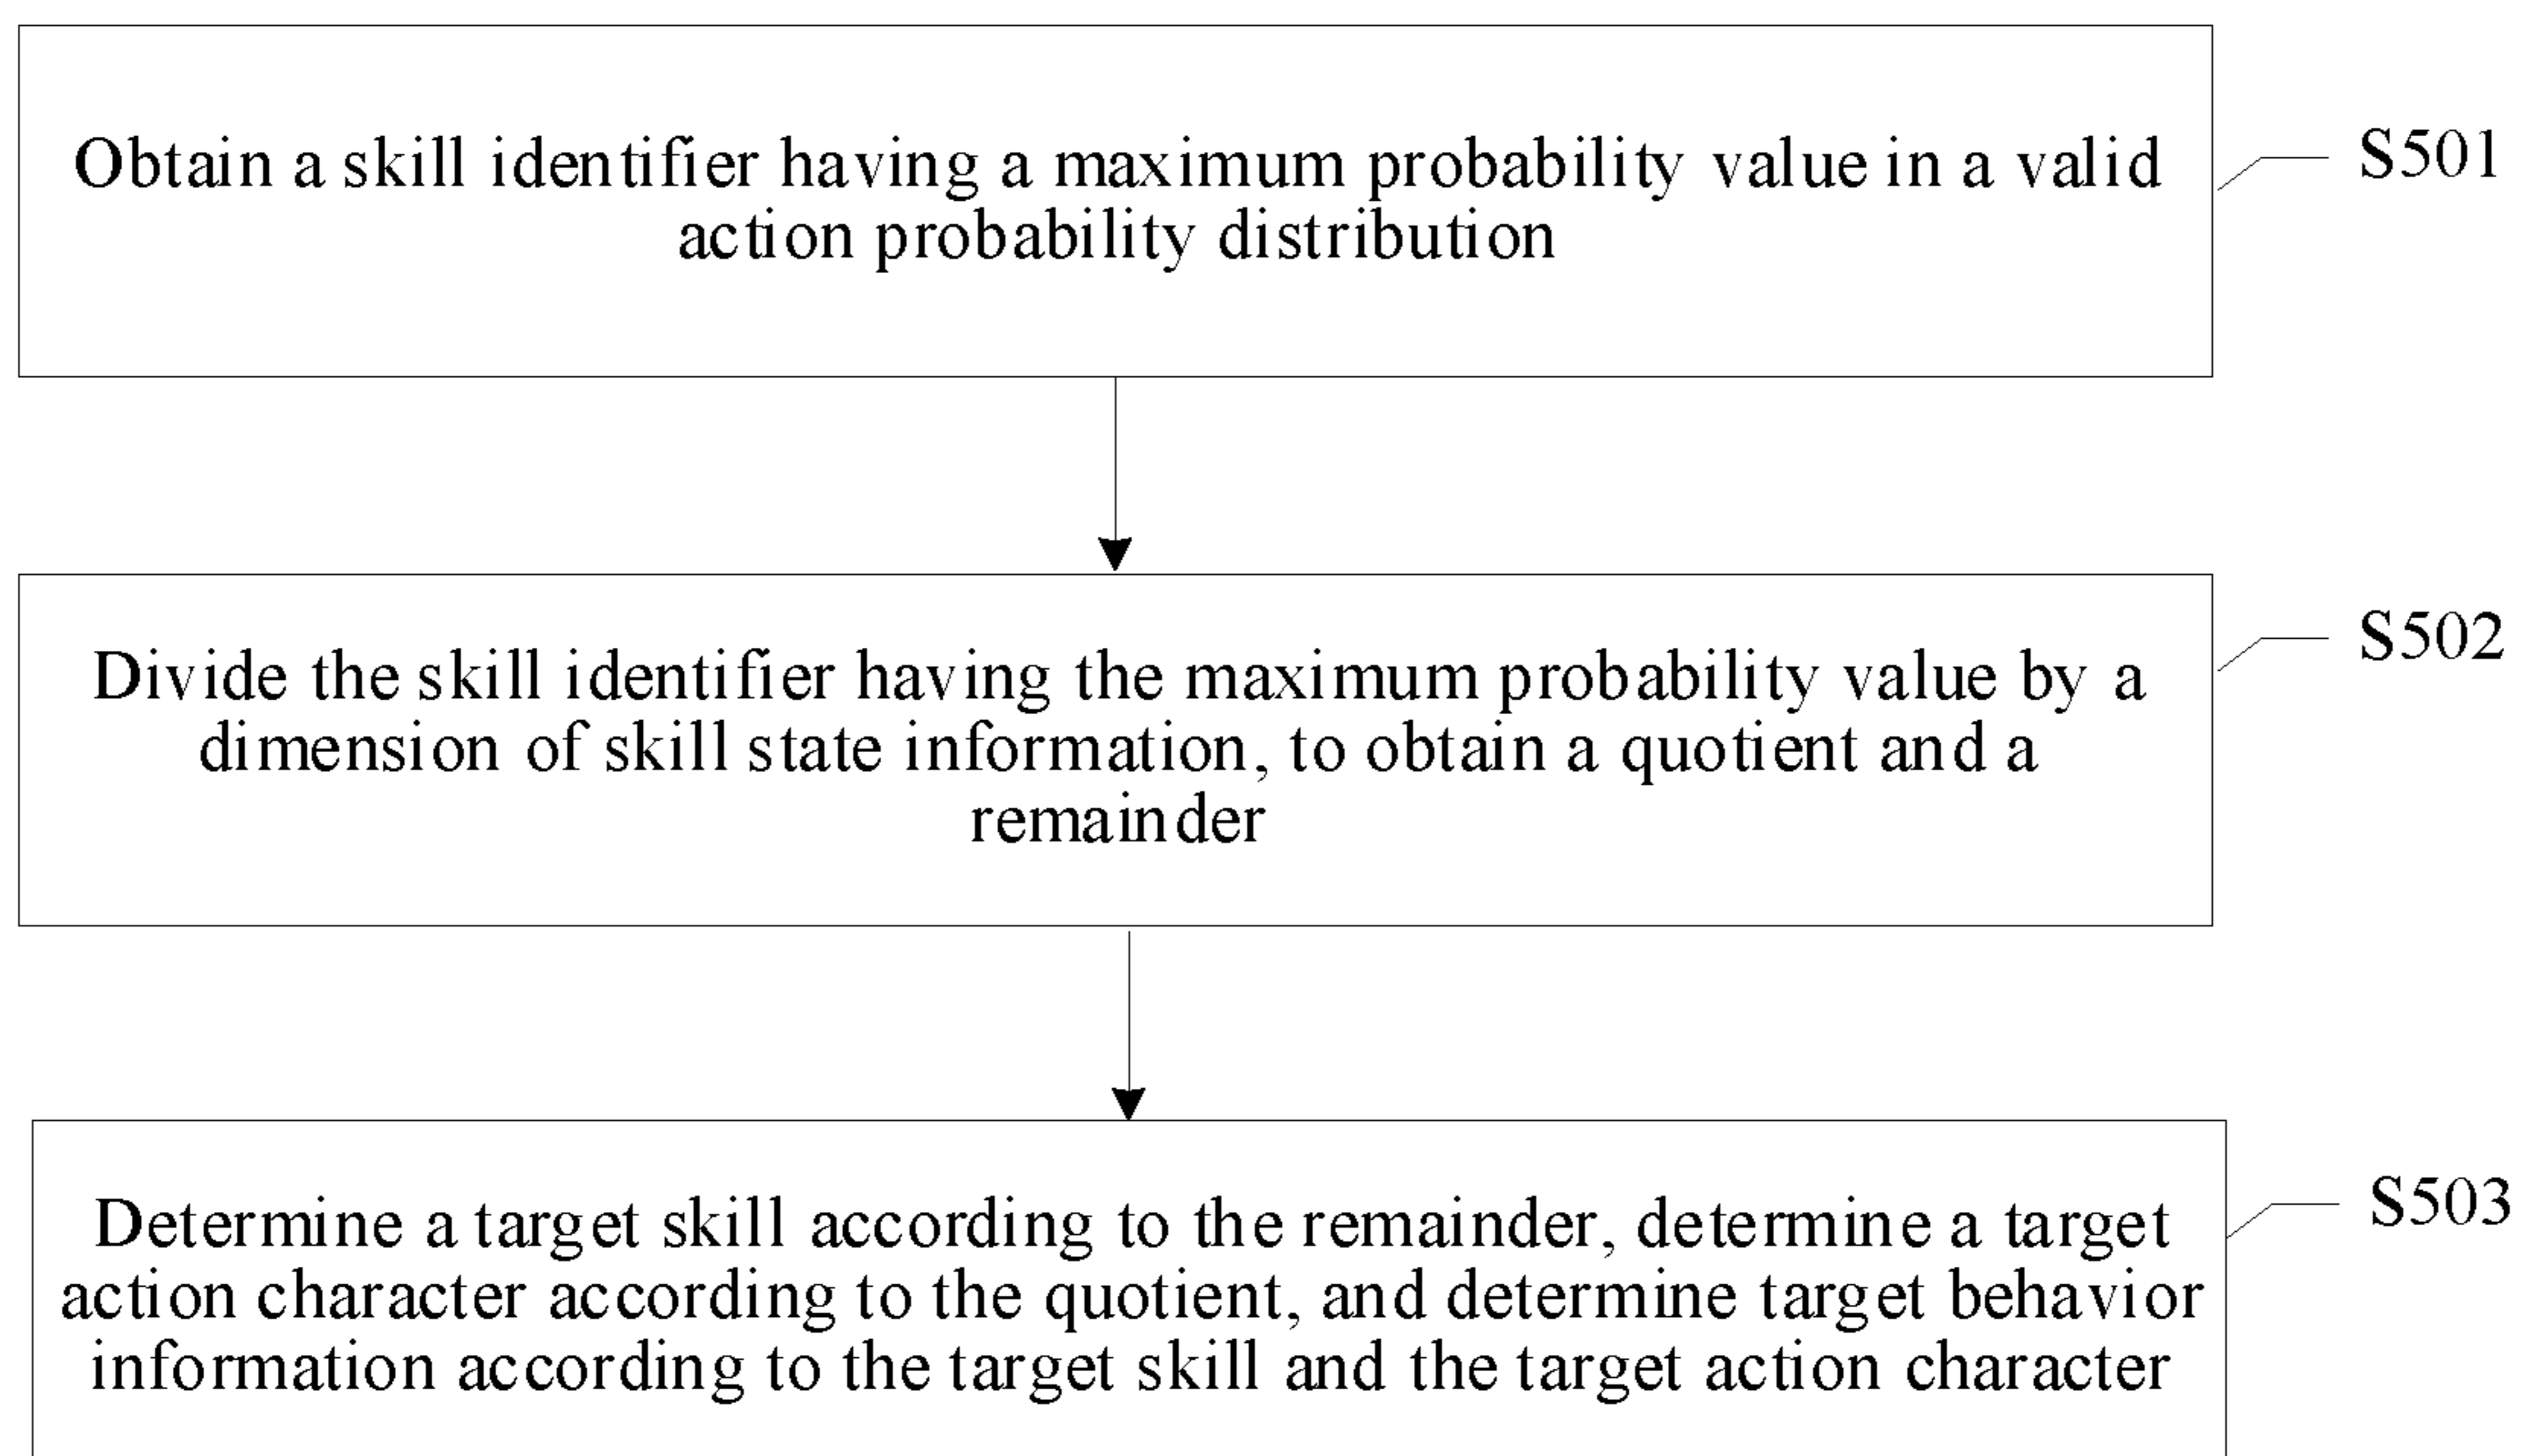 Obtain a skill identifier having a maximum probability value in a valid
action probability distribution
S501
Divide the skill identifier having the maximum probability value by a
dimension of skill state information, to obtain a quotient and a
remainder
S502
Determine a target skill according to the remainder, determine a target
action character according to the quotient, and determine target behavior
information according to the target skill and the target action character
S503